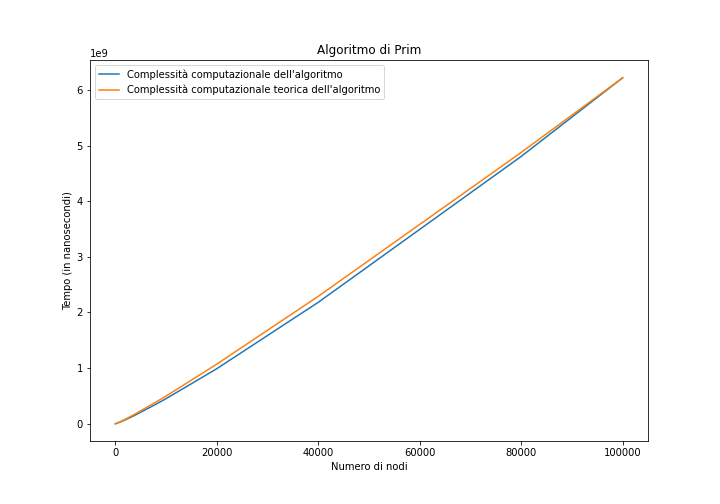 Algoritmo di Prim
1e9
Complessità computazionale dell'algoritmo
Complessità computazionale teorica dell'algoritmo
6
5
4
3
2
1
0
Tempo (in nanosecondi)
0 20000 40000 60000 80000 100000
Numero di nodi